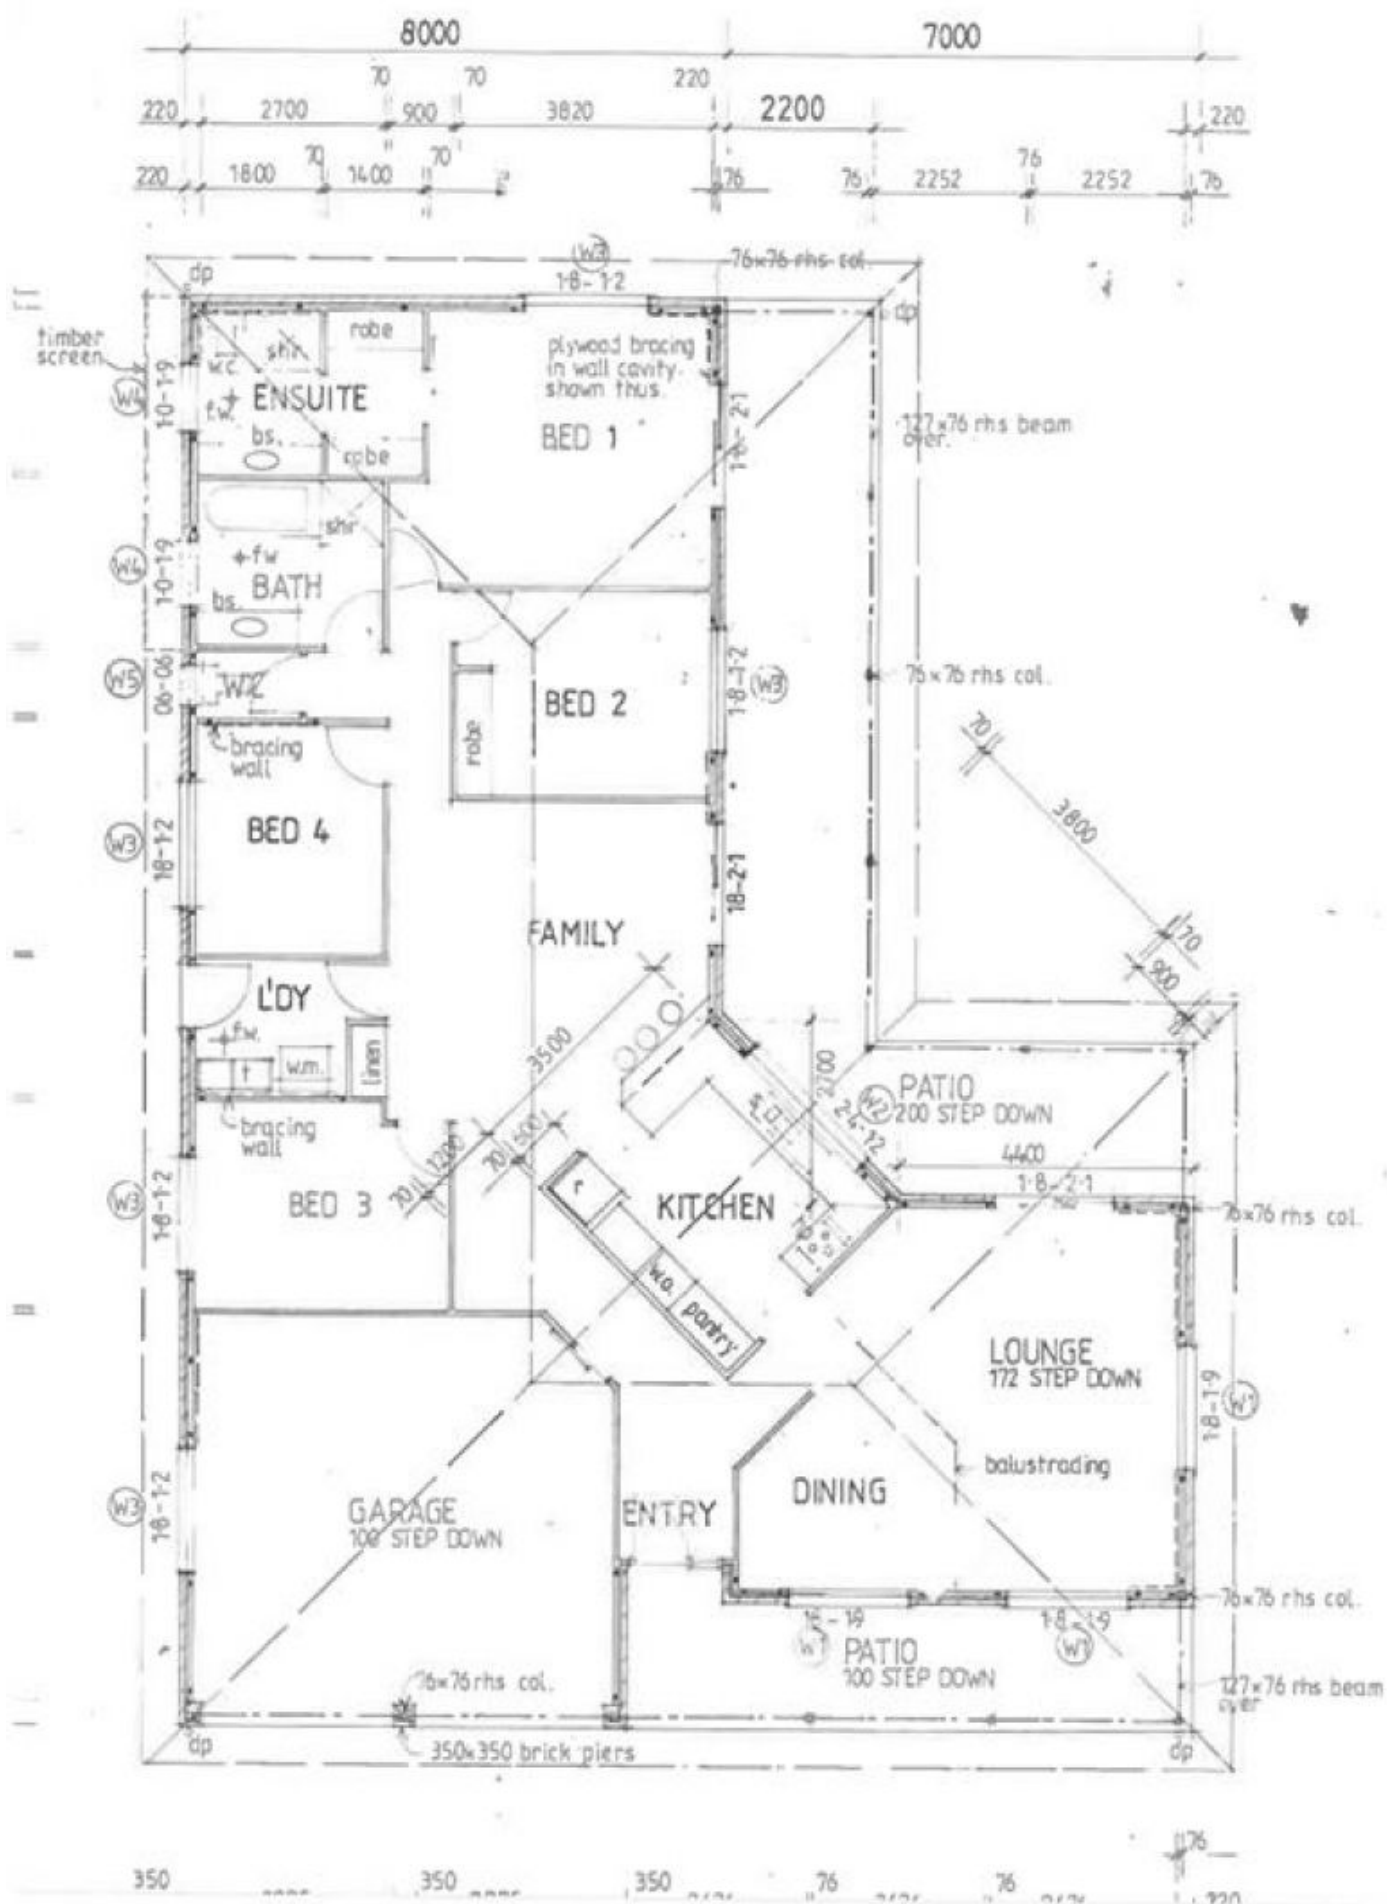 8000
7000
70
70
220
2700
900
3820
220
2200
220
220
1800
70
1400
70
76
76
2252
76
2252
76
W3
1·8-1·2
76x76 rhs col.
dp
dp
timber
screen
robe
w.c.
shr
plywood bracing
in wall cavity
shown thus.
W4
1·0-1·9
ENSUITE
f.w.
bs.
robe
BED 1
1·8-2·1
127x76 rhs beam
over.
shr
W4
1·0-1·9
fw
BATH
bs.
W5
06-06
WC
BED 2
robe
1·8-1·2
W3
76x76 rhs col.
bracing
wall
70
3800
70
900
W3
1·8-1·2
BED 4
FAMILY
18-2·1
L'DY
f.w.
t
w.m.
linen
3500
2700
PATIO
200 STEP DOWN
W2
2·4-1·2
4400
1·8-2·1
bracing
wall
70
1200
70
600
W3
1·8-1·2
BED 3
r
KITCHEN
76x76 rhs col.
w.o.
pantry
LOUNGE
172 STEP DOWN
1·8-1·9
W1
balustrading
W3
1·8-1·2
GARAGE
100 STEP DOWN
ENTRY
DINING
76x76 rhs col.
1·8-1·9
W1
1·8-1·9
W1
PATIO
100 STEP DOWN
76x76 rhs col.
127x76 rhs beam
over
dp
350x350 brick piers
dp
76
350
350
350
76
76
220